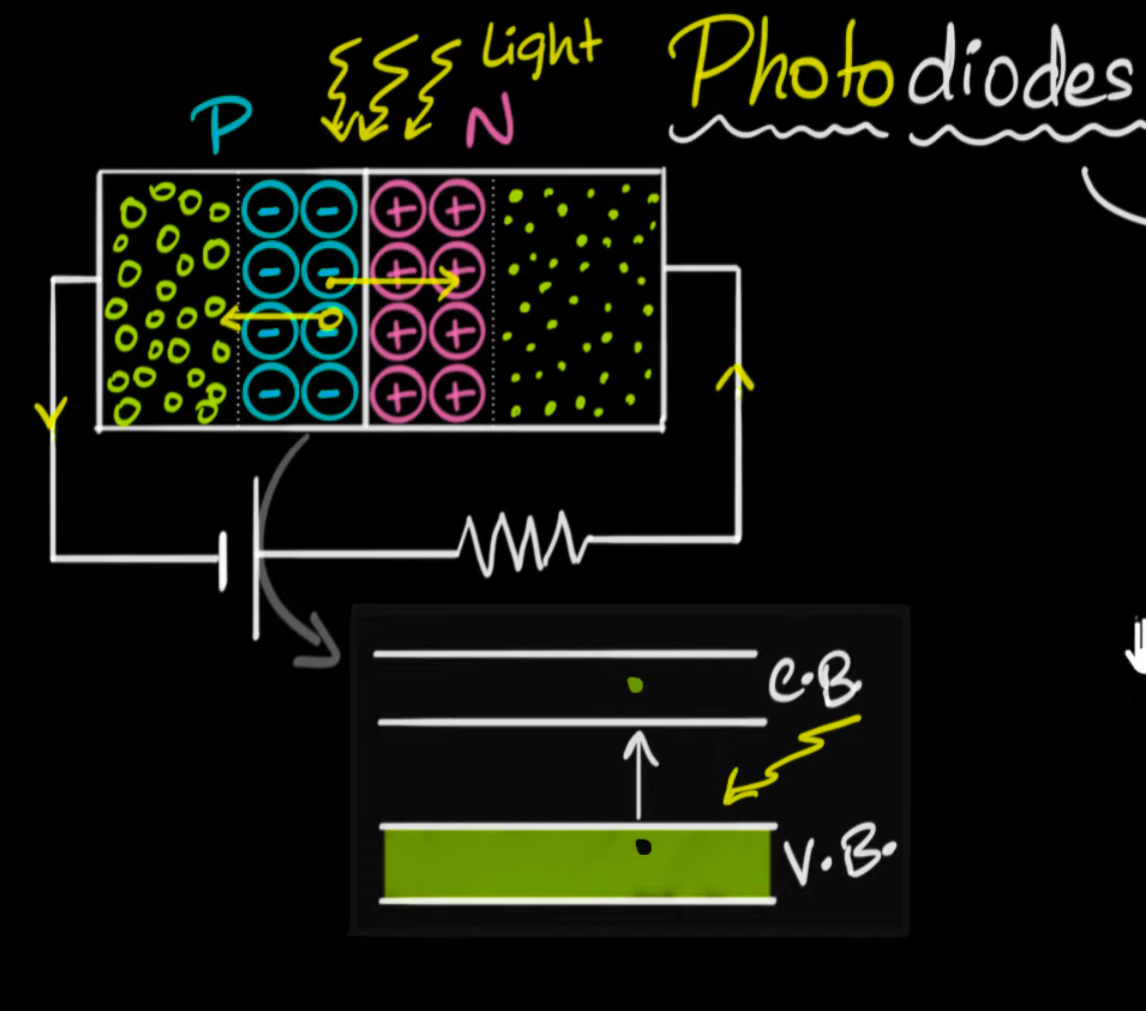 Light
Photodiodes
P
N
- - + +
- - + +
- - + +
- - + +
C.B.
V.B.